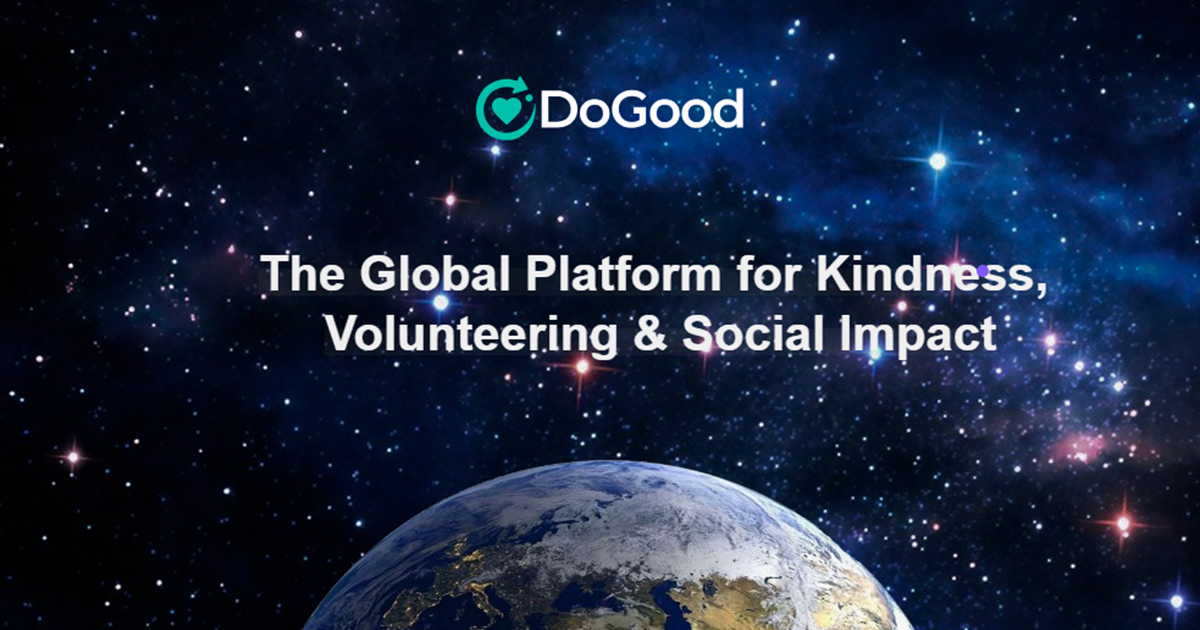 DoGood
The Global Platform for Kindness,
Volunteering & Social Impact